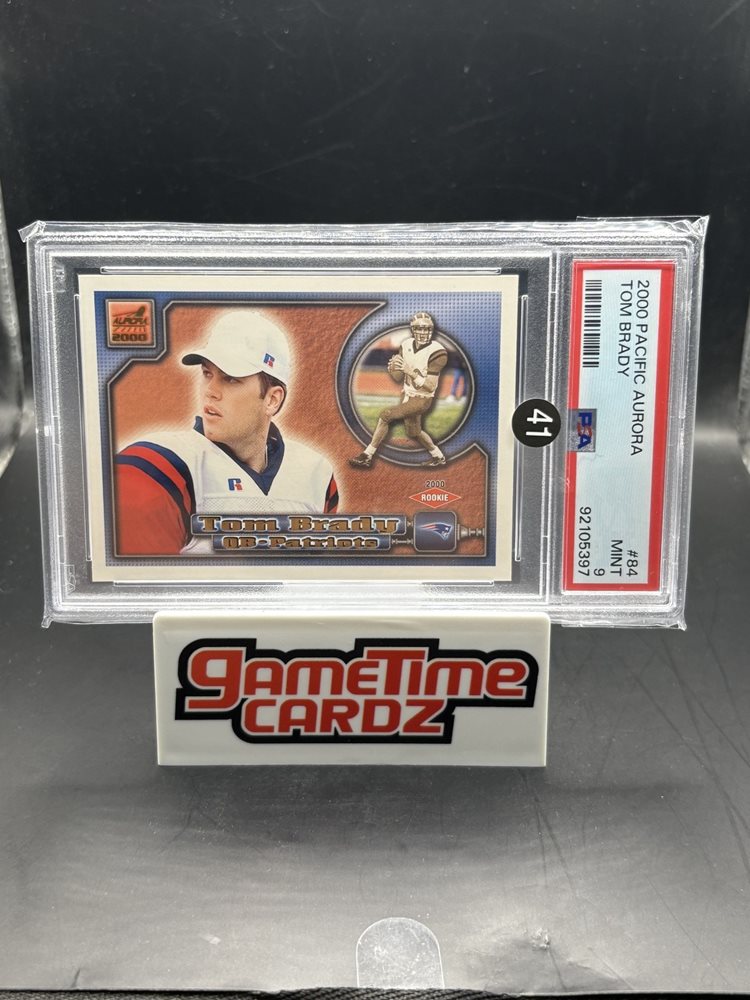 AURORA
2000
R
R
2000
ROOKIE
Tom Brady
QB • Patriots
41
2000 PACIFIC AURORA
TOM BRADY
#84
MINT
9
92105397
PSA
GAMETIME
CARDZ